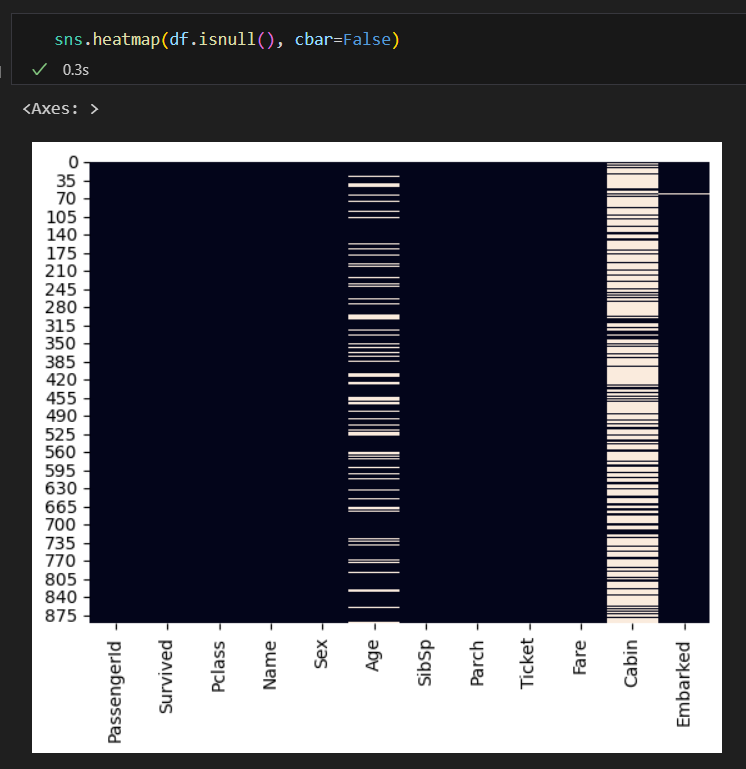 sns.heatmap(df.isnull(), cbar=False)
0.3s
<Axes: >
0
35
70
105
140
175
210
245
280
315
350
385
420
455
490
525
560
595
630
665
700
735
770
805
840
875
PassengerId
Survived
Pclass
Name
Sex
Age
SibSp
Parch
Ticket
Fare
Cabin
Embarked